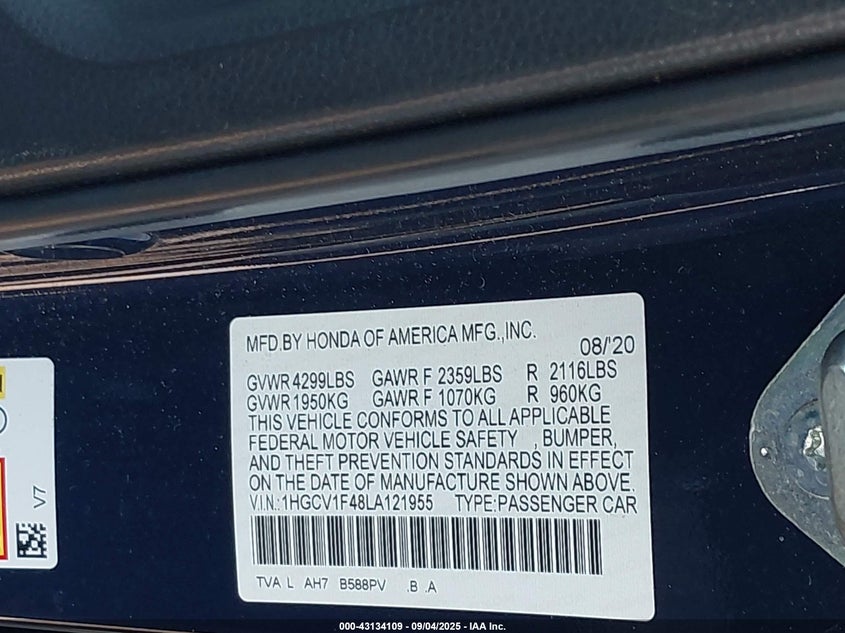 MFD.BY HONDA OF AMERICA MFG.,INC.
08/'20
GVWR 4299LBS GAWR F 2359LBS R 2116LBS
GVWR 1950KG GAWR F 1070KG R 960KG
THIS VEHICLE CONFORMS TO ALL APPLICABLE
FEDERAL MOTOR VEHICLE SAFETY , BUMPER,
AND THEFT PREVENTION STANDARDS IN EFFECT
ON THE DATE OF MANUFACTURE SHOWN ABOVE.
V.I.N.:1HGCV1F48LA121955 TYPE:PASSENGER CAR
TVA L AH7 B588PV .B .A
V7
000-43134109 - 09/04/2025 - IAA Inc.